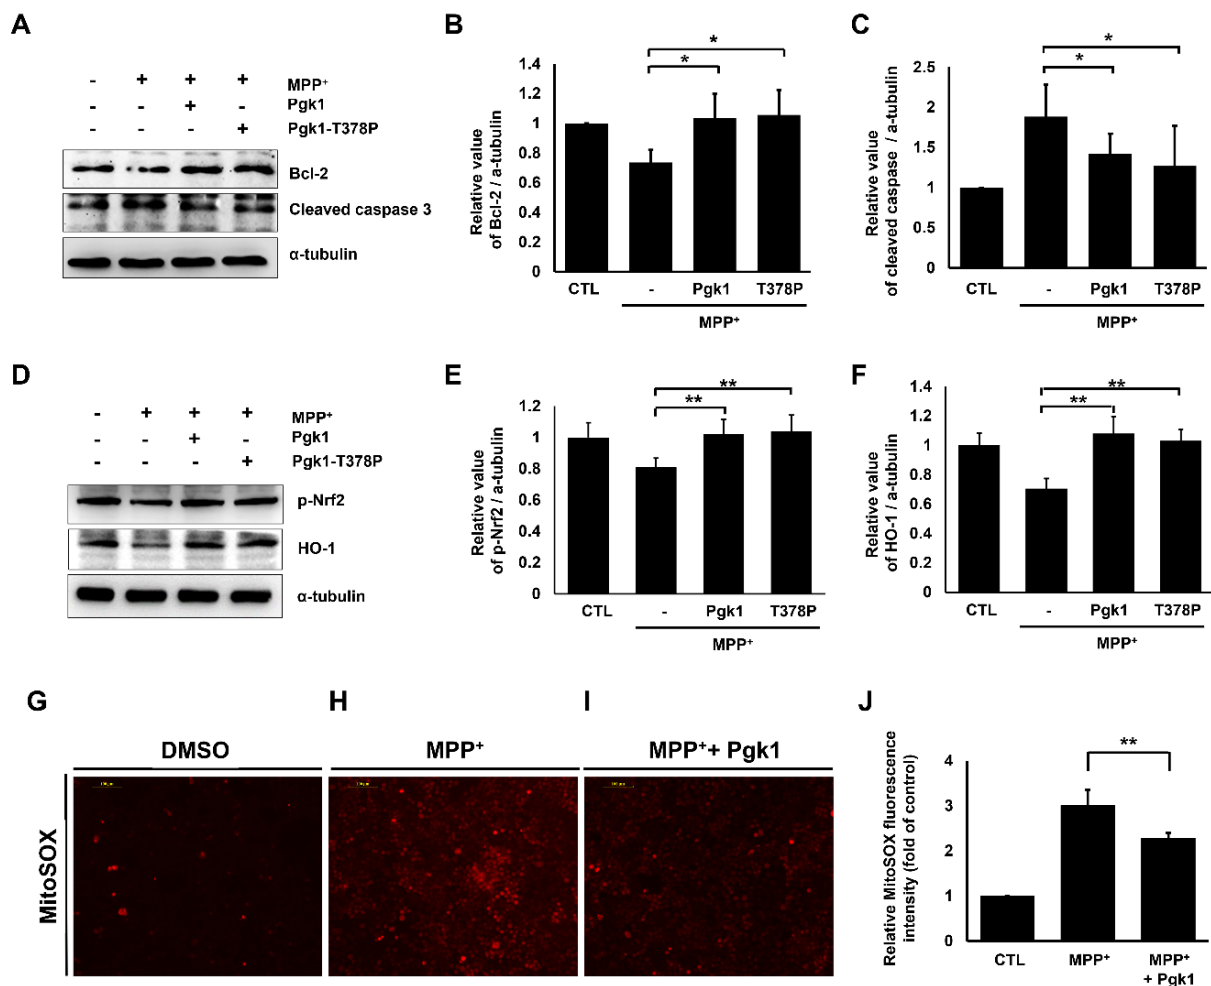 A
- + + + MPP⁺
- - + - Pgk1
- - - + Pgk1-T378P
Bcl-2
Cleaved caspase 3
α-tubulin
B
Relative value
of Bcl-2 / a-tubulin
1.4
1.2
1
0.8
0.6
0.4
0.2
0
*
*
CTL - Pgk1 T378P
MPP⁺
C
Relative value
of cleaved caspase / a-tubulin
2.5
2
1.5
1
0.5
0
*
*
CTL - Pgk1 T378P
MPP⁺
D
- + + + MPP⁺
- - + - Pgk1
- - - + Pgk1-T378P
p-Nrf2
HO-1
α-tubulin
E
Relative value
of p-Nrf2 / a-tubulin
1.2
1
0.8
0.6
0.4
0.2
0
**
**
CTL - Pgk1 T378P
MPP⁺
F
Relative value
of HO-1 / a-tubulin
1.4
1.2
1
0.8
0.6
0.4
0.2
0
**
**
CTL - Pgk1 T378P
MPP⁺
G
DMSO
MitoSOX
H
MPP⁺
I
MPP⁺+ Pgk1
J
Relative MitoSOX fluorescence
intensity (fold of control)
4
3
2
1
0
**
CTL MPP⁺ MPP⁺
+ Pgk1